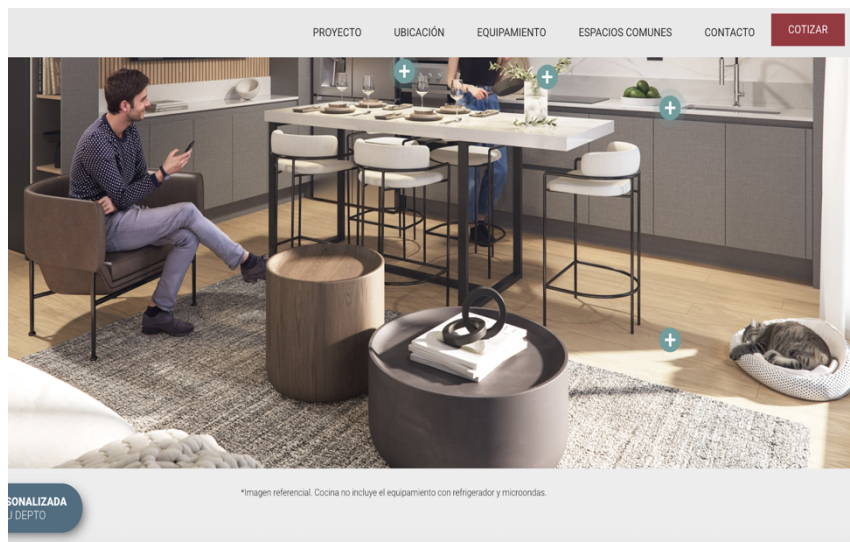 PROYECTO UBICACIÓN EQUIPAMIENTO ESPACIOS COMUNES CONTACTO COTIZAR
*Imagen referencial. Cocina no incluye el equipamiento con refrigerador y microondas.
SONALIZADA
DEPTO